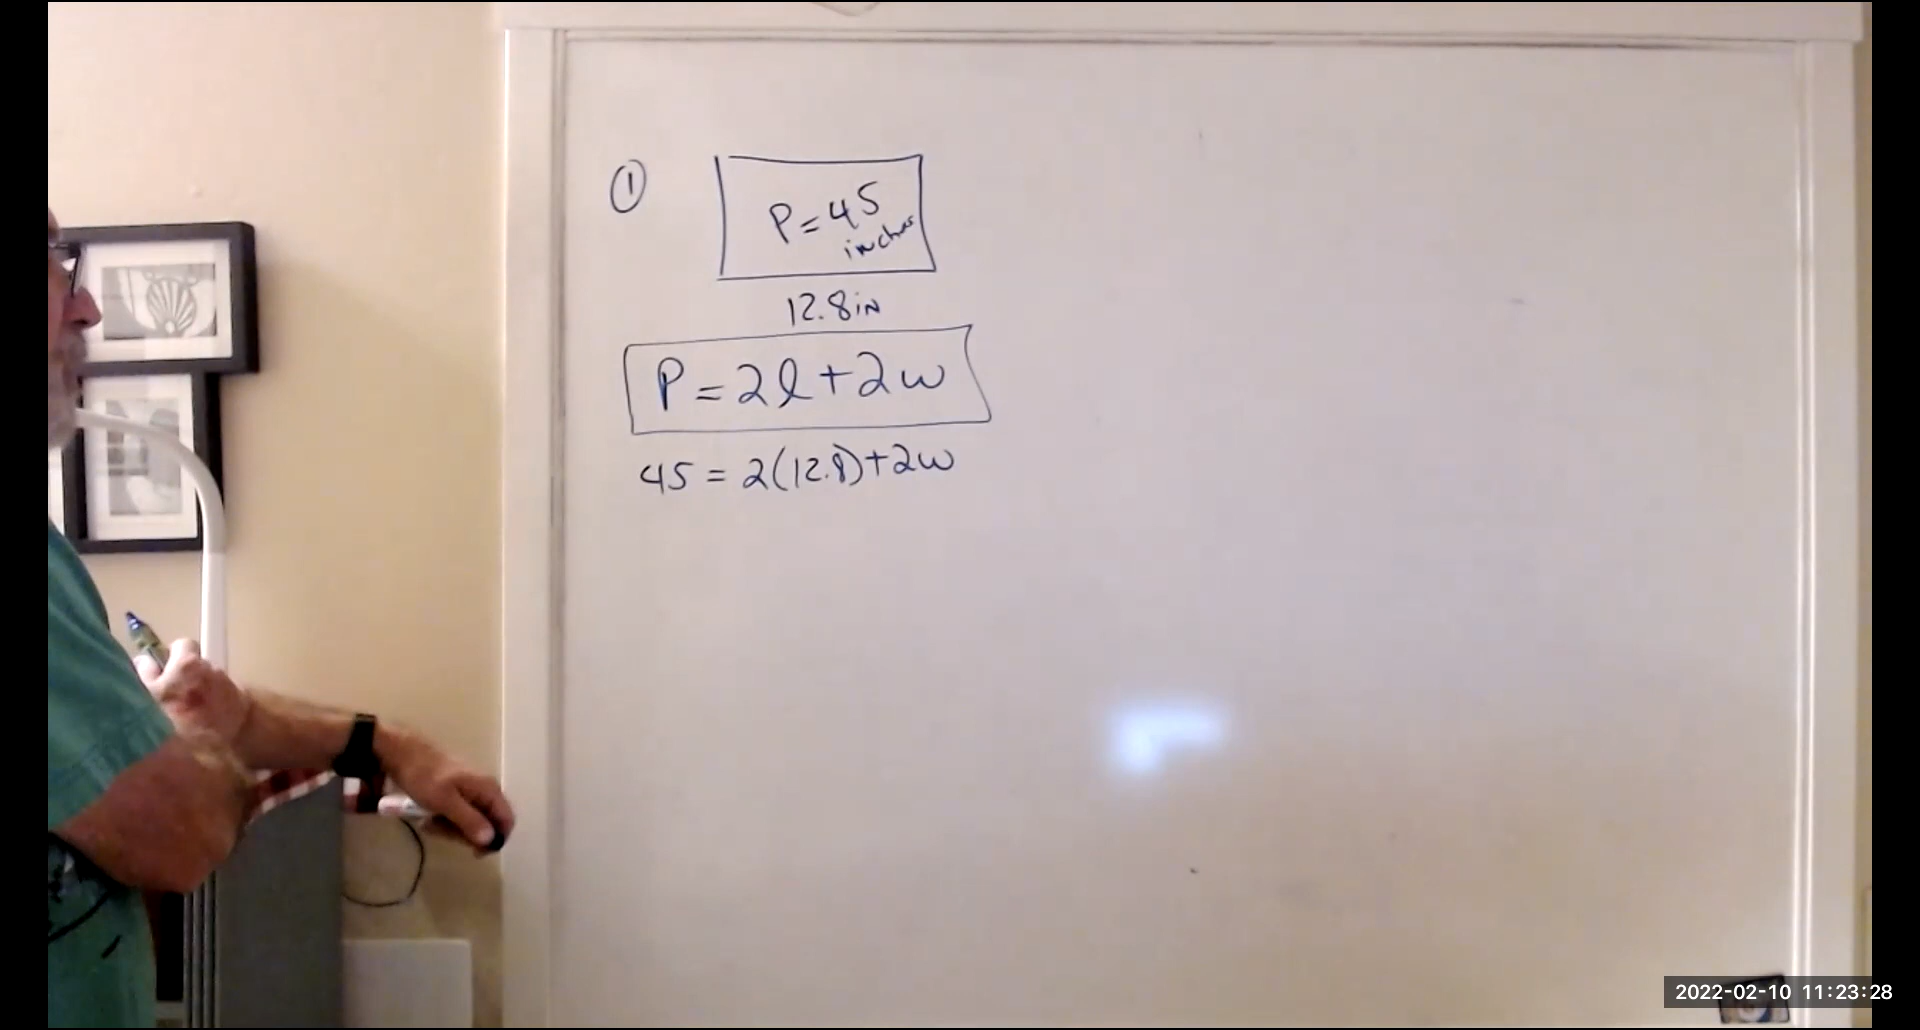 ①
P = 45
inches
12.8in
P = 2l + 2w
45 = 2(12.8) + 2w
2022-02-10 11:23:28